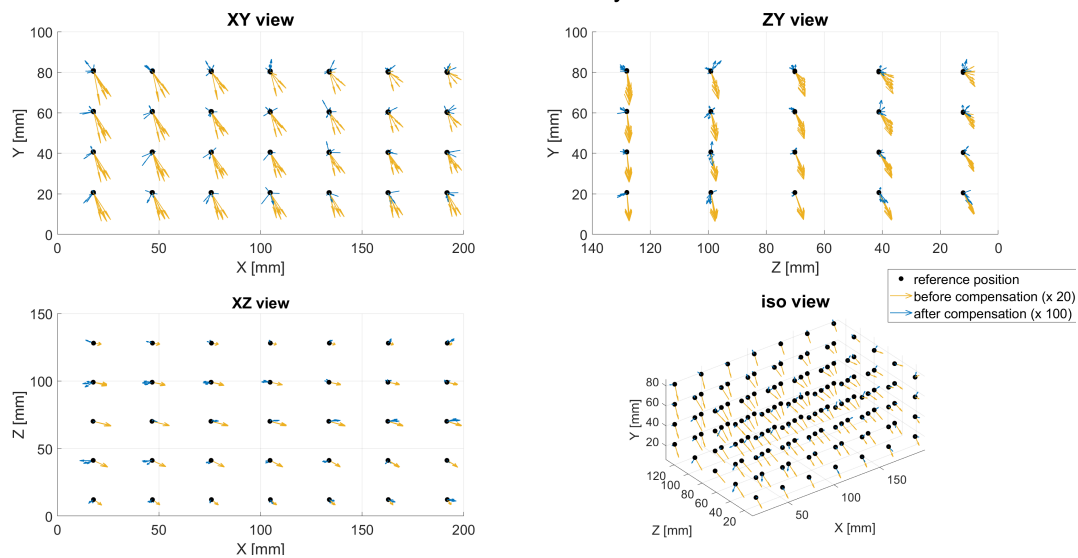 XY view
100
80
60
40
20
0
Y [mm]
0 50 100 150 200
X [mm]
ZY view
100
80
60
40
20
0
Y [mm]
140 120 100 80 60 40 20 0
Z [mm]
reference position
before compensation (x 20)
after compensation (x 100)
XZ view
150
100
50
0
Z [mm]
0 50 100 150 200
X [mm]
iso view
80
60
40
20
Y [mm]
120
100
80
60
40
20
Z [mm]
50
100
150
X [mm]